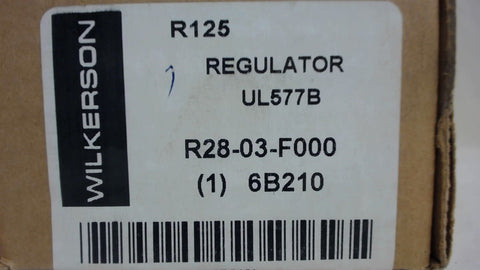 WILKERSON
R125
REGULATOR
UL577B
R28-03-F000
(1) 6B210